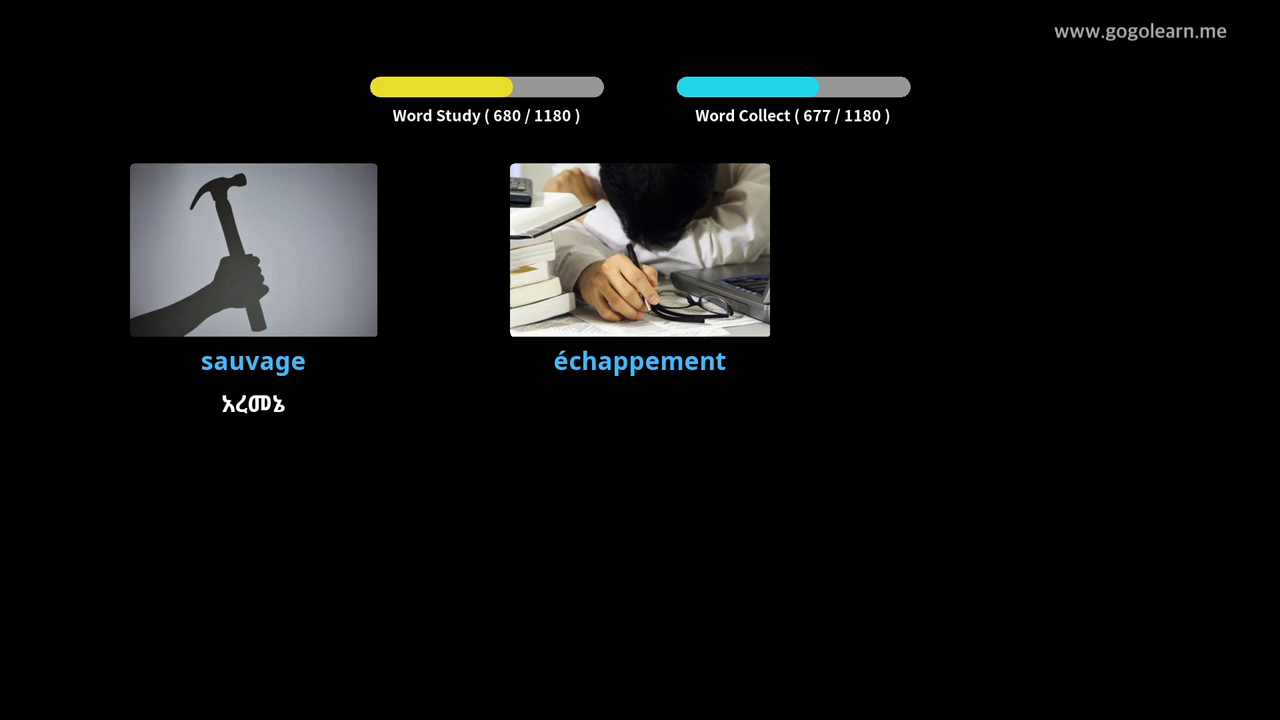 www.gogolearn.me
Word Study ( 680 / 1180 )
Word Collect ( 677 / 1180 )
sauvage
አረመኔ
échappement